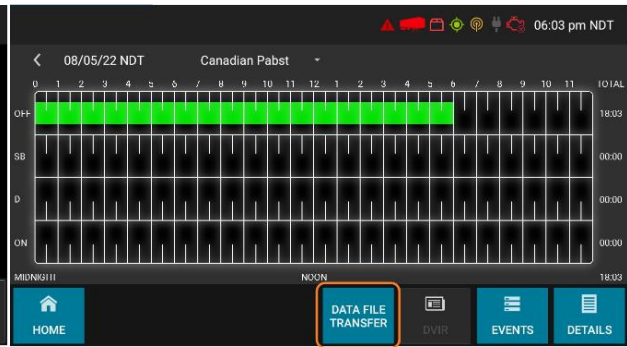 06:03 pm NDT
08/05/22 NDT Canadian Pabst
0 1 2 3 4 5 6 7 8 9 10 11 12 1 2 3 4 5 6 7 8 9 10 11 TOTAL
OFF 18:03
SB 00:00
D 00:00
ON 00:00
MIDNIGHT NOON 18:03
HOME
DATA FILE
TRANSFER
DVIR
EVENTS
DETAILS